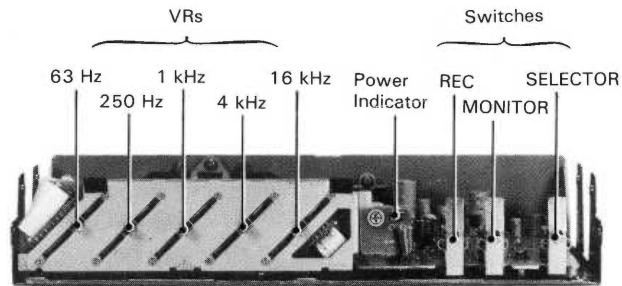 VRs
Switches
63 Hz
1 kHz
16 kHz
Power
Indicator
REC
SELECTOR
250 Hz
4 kHz
MONITOR